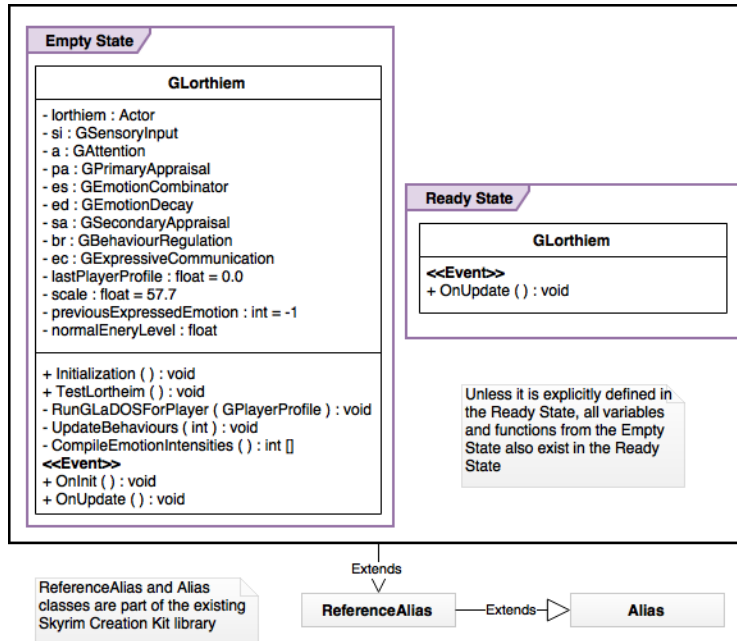 Empty State
GLorthiem
- lorthiem : Actor
- si : GSensoryInput
- a : GAttention
- pa : GPrimaryAppraisal
- es : GEmotionCombinator
- ed : GEmotionDecay
- sa : GSecondaryAppraisal
- br : GBehaviourRegulation
- ec : GExpressiveCommunication
- lastPlayerProfile : float = 0.0
- scale : float = 57.7
- previousExpressedEmotion : int = -1
- normalEneryLevel : float
+ Initialization ( ) : void
+ TestLortheim ( ) : void
- RunGLaDOSForPlayer ( GPlayerProfile ) : void
- UpdateBehaviours ( int ) : void
- CompileEmotionIntensities ( ) : int []
<<Event>>
+ OnInit ( ) : void
+ OnUpdate ( ) : void
Ready State
GLorthiem
<<Event>>
+ OnUpdate ( ) : void
Unless it is explicitly defined in
the Ready State, all variables
and functions from the Empty
State also exist in the Ready
State
Extends
ReferenceAlias and Alias
classes are part of the existing
Skyrim Creation Kit library
ReferenceAlias
Extends
Alias